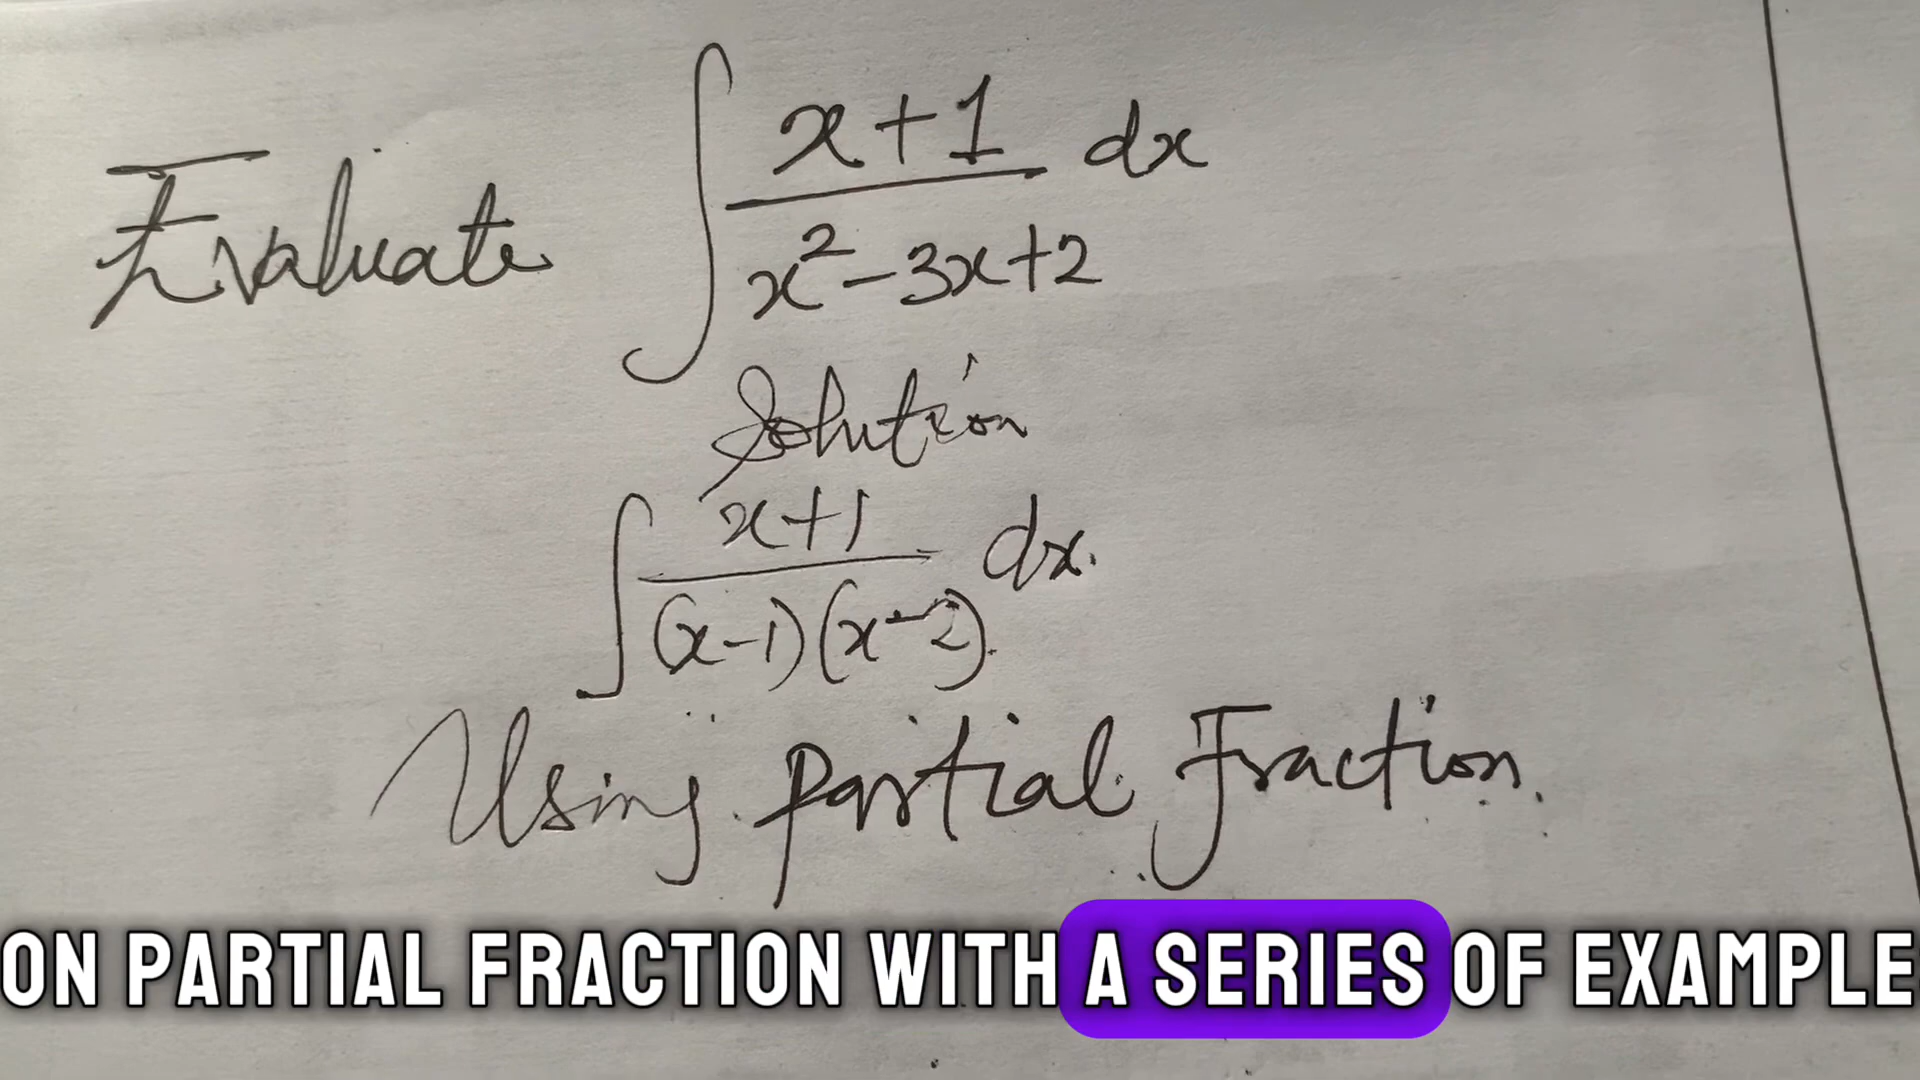 Evaluate ∫ x+1 / x²-3x+2 dx
Solution
∫ x+1 / (x-1)(x-2) dx.
Using partial Fraction.
ON PARTIAL FRACTION WITH A SERIES OF EXAMPLE